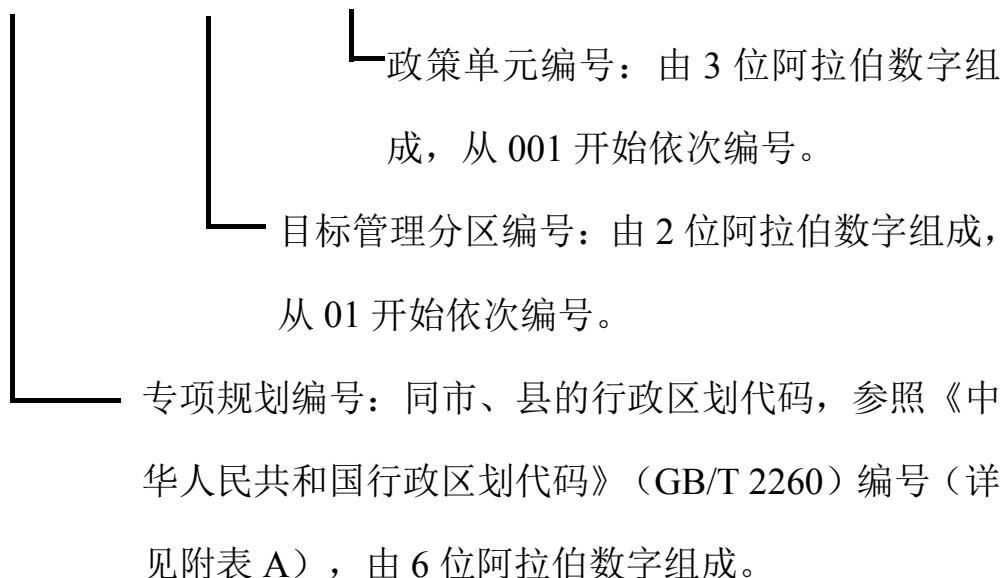 政策单元编号：由 3 位阿拉伯数字组
成，从 001 开始依次编号。
目标管理分区编号：由 2 位阿拉伯数字组成，
从 01 开始依次编号。
专项规划编号：同市、县的行政区划代码，参照《中
华人民共和国行政区划代码》（GB/T 2260）编号（详
见附表 A），由 6 位阿拉伯数字组成。